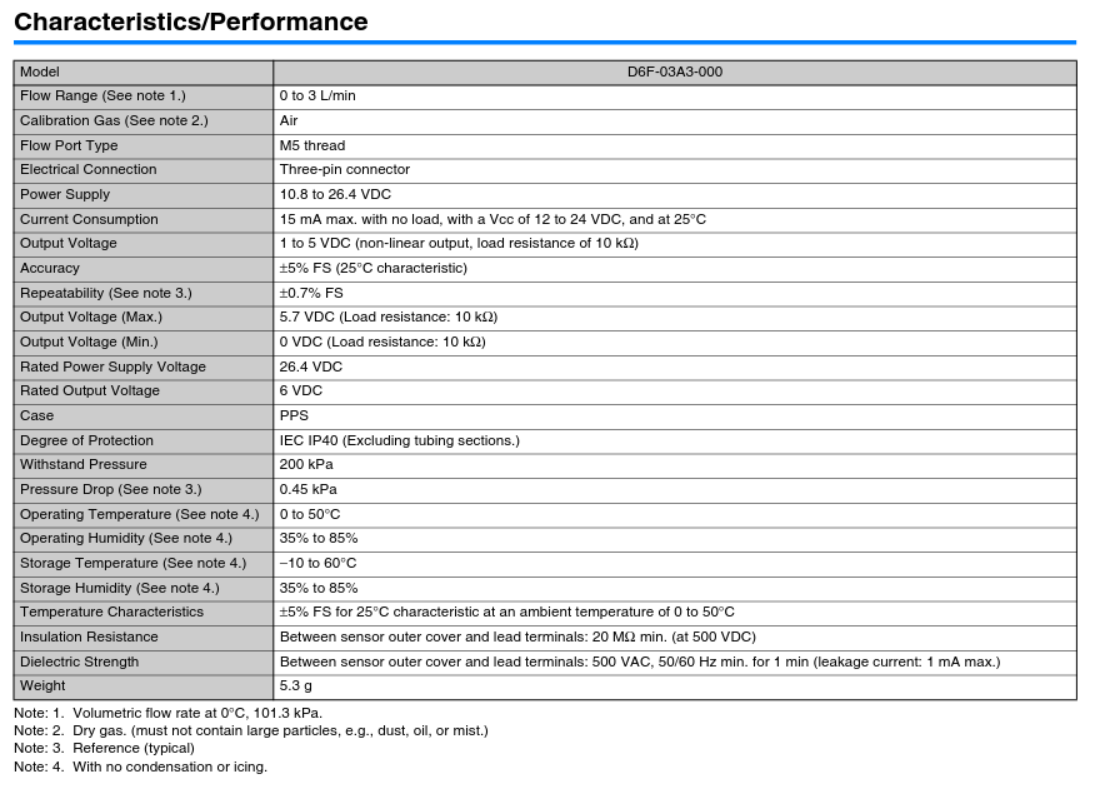 Characteristics/Performance
Model D6F-03A3-000
Flow Range (See note 1.) 0 to 3 L/min
Calibration Gas (See note 2.) Air
Flow Port Type M5 thread
Electrical Connection Three-pin connector
Power Supply 10.8 to 26.4 VDC
Current Consumption 15 mA max. with no load, with a Vcc of 12 to 24 VDC, and at 25°C
Output Voltage 1 to 5 VDC (non-linear output, load resistance of 10 kΩ)
Accuracy ±5% FS (25°C characteristic)
Repeatability (See note 3.) ±0.7% FS
Output Voltage (Max.) 5.7 VDC (Load resistance: 10 kΩ)
Output Voltage (Min.) 0 VDC (Load resistance: 10 kΩ)
Rated Power Supply Voltage 26.4 VDC
Rated Output Voltage 6 VDC
Case PPS
Degree of Protection IEC IP40 (Excluding tubing sections.)
Withstand Pressure 200 kPa
Pressure Drop (See note 3.) 0.45 kPa
Operating Temperature (See note 4.) 0 to 50°C
Operating Humidity (See note 4.) 35% to 85%
Storage Temperature (See note 4.) −10 to 60°C
Storage Humidity (See note 4.) 35% to 85%
Temperature Characteristics ±5% FS for 25°C characteristic at an ambient temperature of 0 to 50°C
Insulation Resistance Between sensor outer cover and lead terminals: 20 MΩ min. (at 500 VDC)
Dielectric Strength Between sensor outer cover and lead terminals: 500 VAC, 50/60 Hz min. for 1 min (leakage current: 1 mA max.)
Weight 5.3 g
Note: 1. Volumetric flow rate at 0°C, 101.3 kPa.
Note: 2. Dry gas. (must not contain large particles, e.g., dust, oil, or mist.)
Note: 3. Reference (typical)
Note: 4. With no condensation or icing.